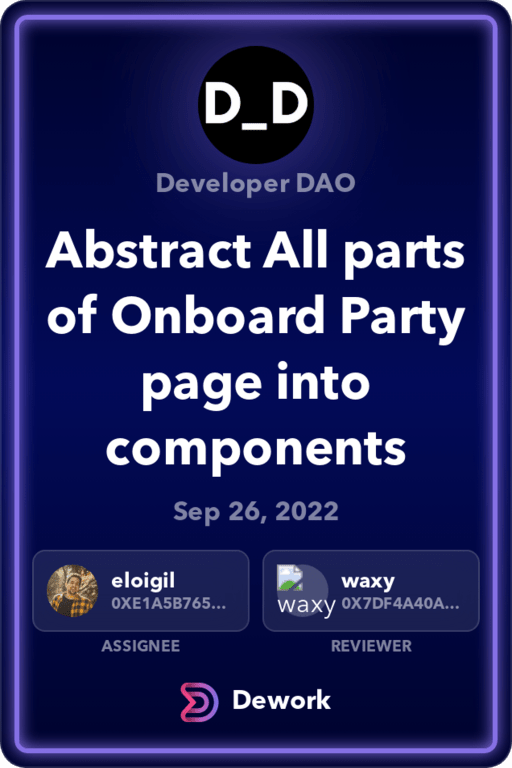 D_D
Developer DAO
Abstract All parts
of Onboard Party
page into
components
Sep 26, 2022
eloigil
0XE1A5B765...
ASSIGNEE
waxy
waxy
0X7DF4A40A...
REVIEWER
Dework